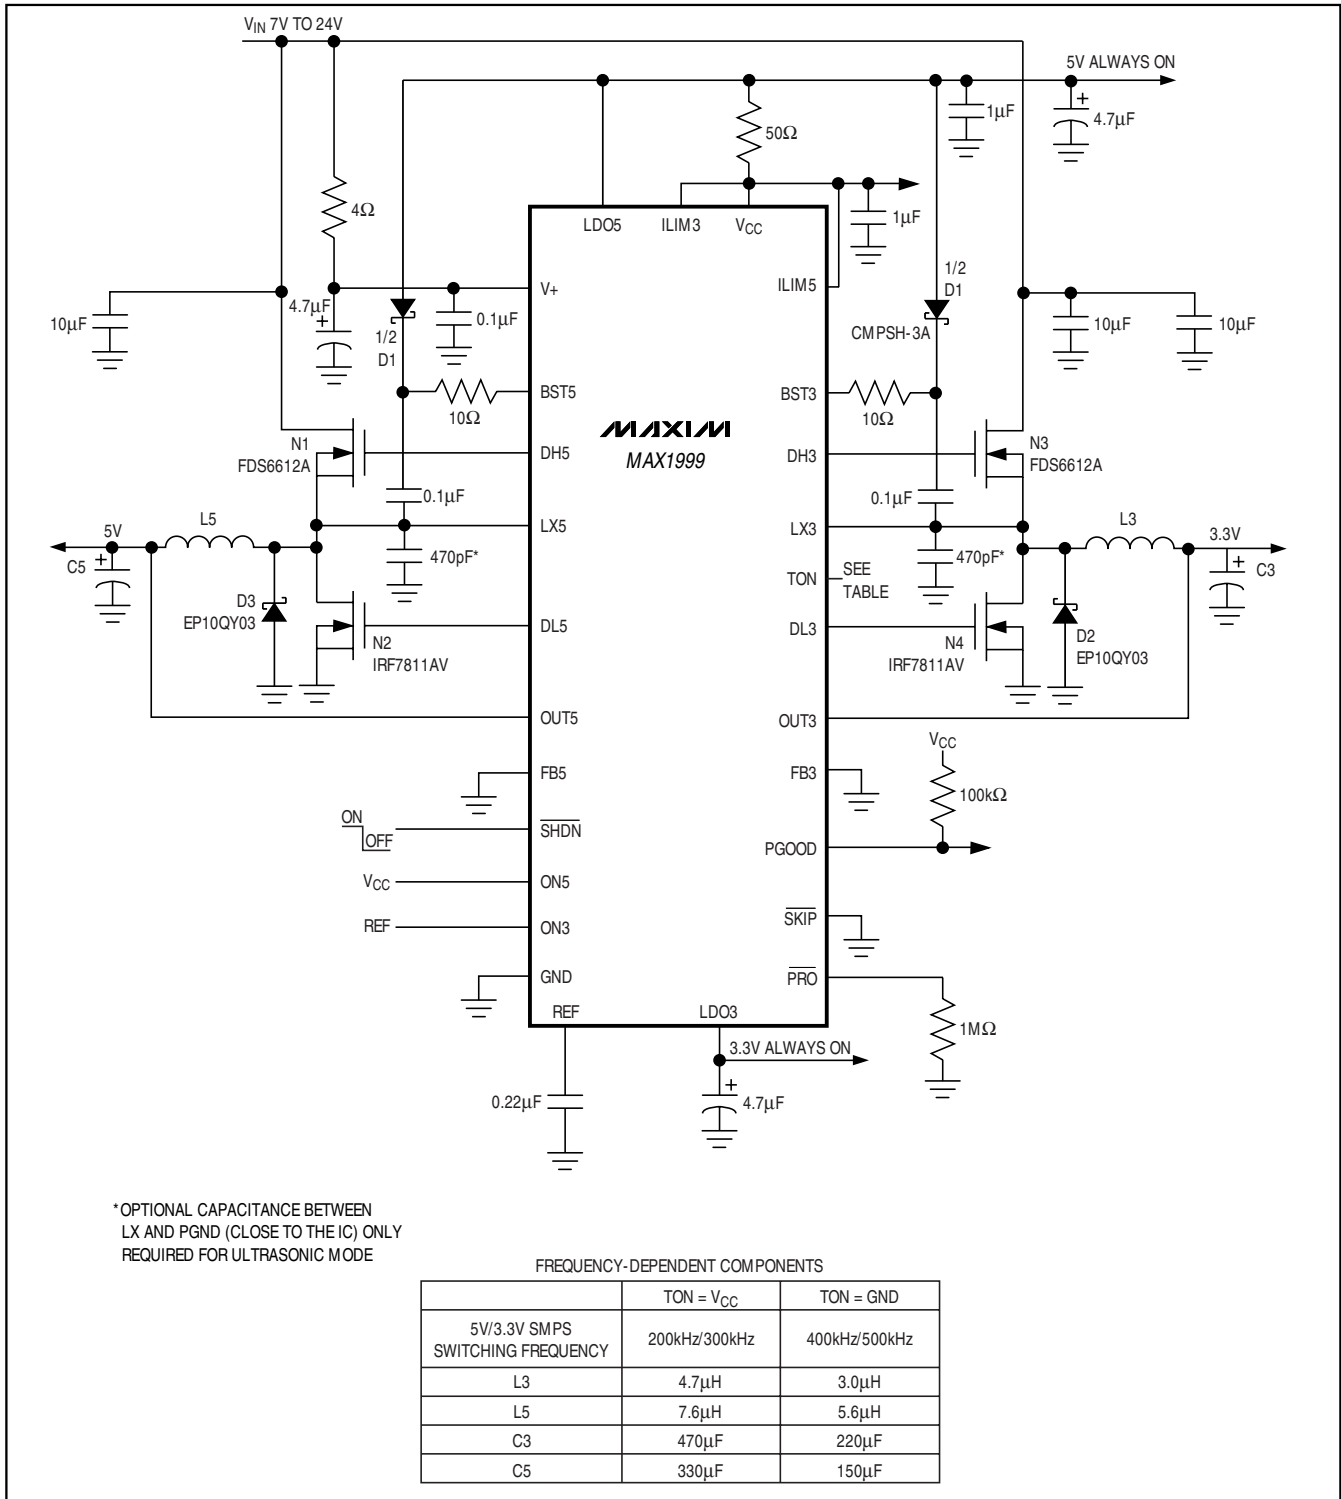 VIN 7V TO 24V
5V ALWAYS ON
1μF
4.7μF
50Ω
4Ω
1μF
LDO5
ILIM3
VCC
V+
ILIM5
1/2
D1
CMPSH-3A
10μF
4.7μF
0.1μF
1/2
D1
10μF
10μF
BST5
10Ω
BST3
10Ω
MAXIM
MAX1999
N1
FDS6612A
DH5
DH3
N3
FDS6612A
0.1μF
0.1μF
5V
L5
LX5
LX3
L3
3.3V
C5
470pF*
470pF*
C3
TON
SEE
TABLE
D3
EP10QY03
N2
IRF7811AV
DL5
DL3
N4
IRF7811AV
D2
EP10QY03
OUT5
OUT3
VCC
100kΩ
FB5
FB3
ON
OFF
SHDN
PGOOD
VCC
ON5
REF
ON3
SKIP
GND
PRO
REF
LDO3
1MΩ
3.3V ALWAYS ON
0.22μF
4.7μF
*OPTIONAL CAPACITANCE BETWEEN
LX AND PGND (CLOSE TO THE IC) ONLY
REQUIRED FOR ULTRASONIC MODE
FREQUENCY-DEPENDENT COMPONENTS
TON = VCC TON = GND
5V/3.3V SMPS
SWITCHING FREQUENCY 200kHz/300kHz 400kHz/500kHz
L3 4.7μH 3.0μH
L5 7.6μH 5.6μH
C3 470μF 220μF
C5 330μF 150μF